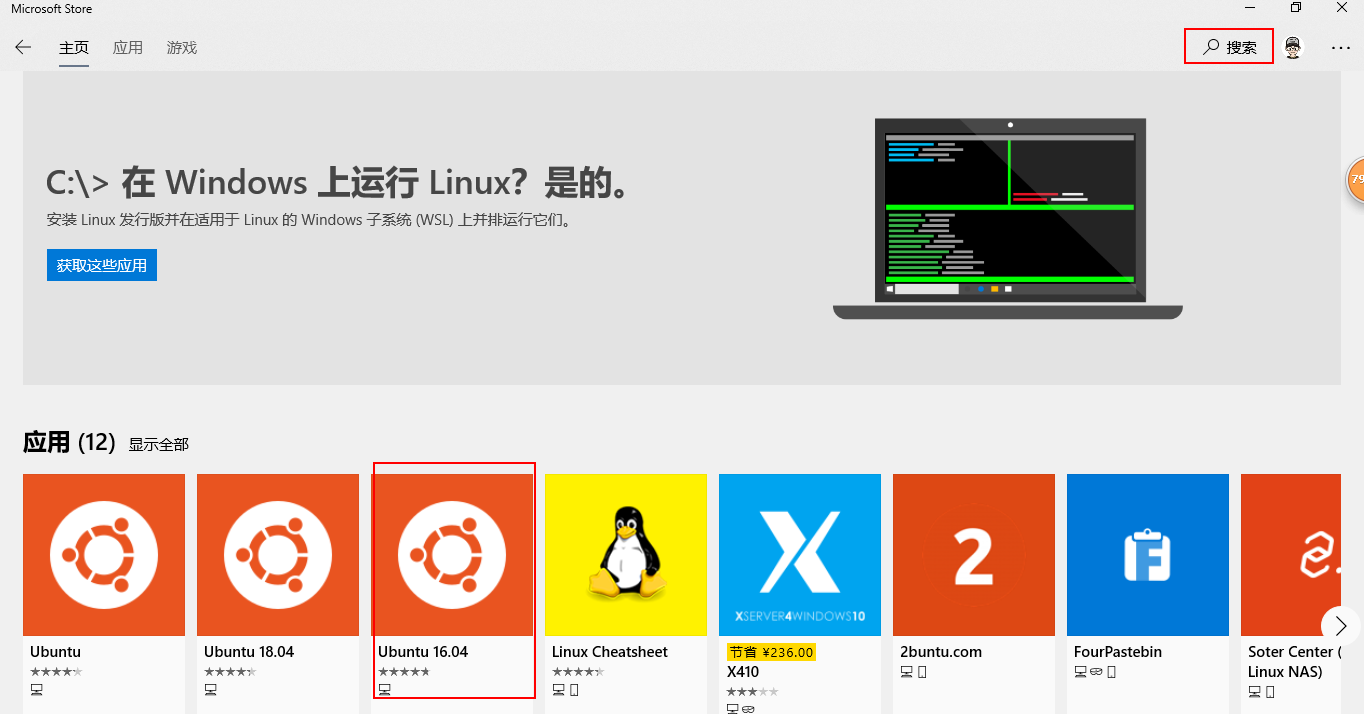 Microsoft Store
主页 应用 游戏 搜索
C:\> 在 Windows 上运行 Linux？是的。
安装 Linux 发行版并在适用于 Linux 的 Windows 子系统 (WSL) 上并排运行它们。
获取这些应用
79
应用 (12) 显示全部
2
XSERVER4WINDOWS10
Ubuntu
Ubuntu 18.04
Ubuntu 16.04
Linux Cheatsheet
节省 ¥236.00
X410
2buntu.com
FourPastebin
Soter Center (
Linux NAS)